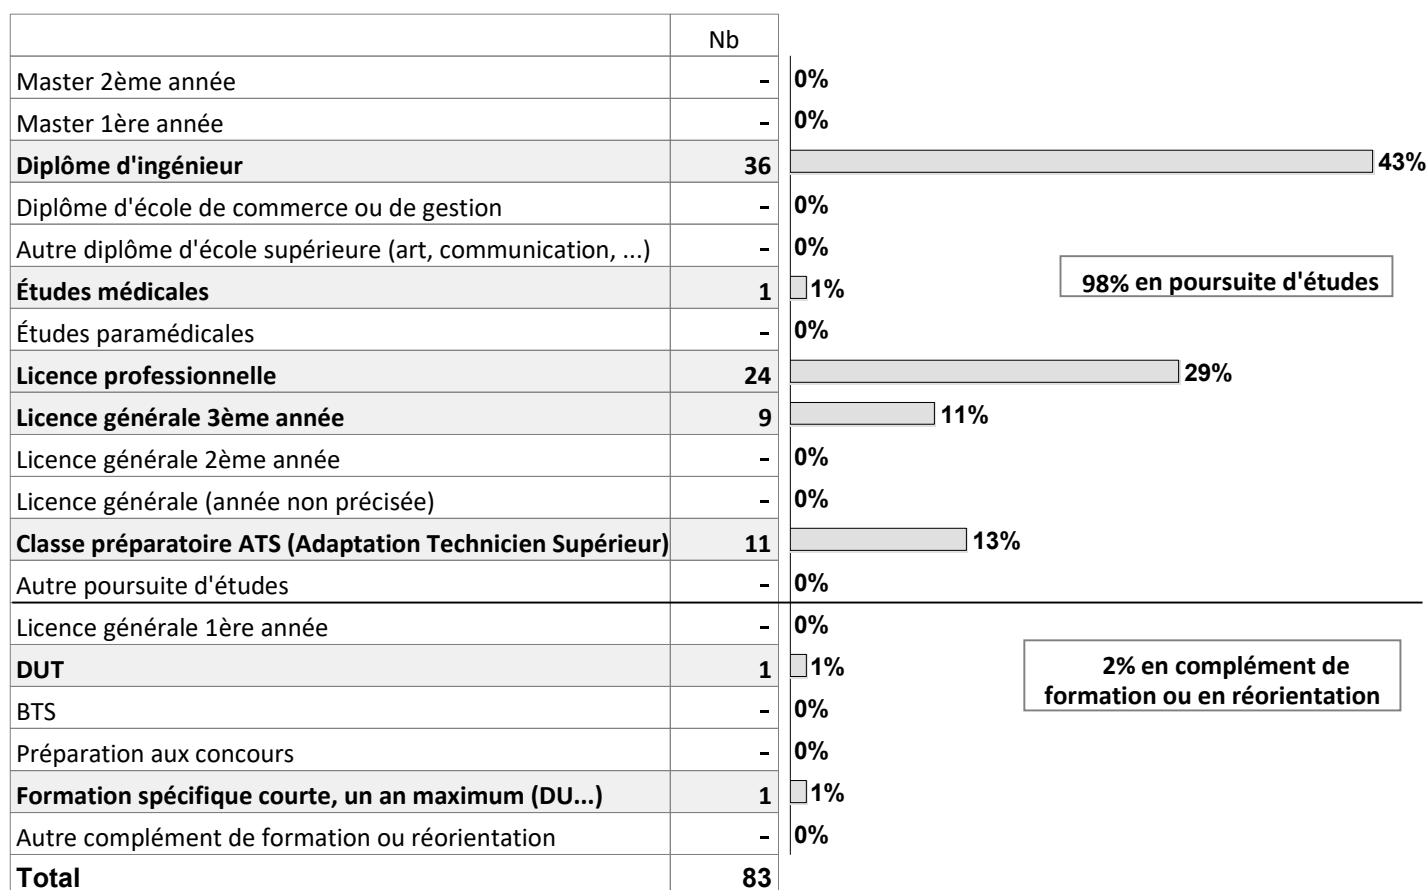 Nb
Master 2ème année - 0%
Master 1ère année - 0%
Diplôme d'ingénieur 36 43%
Diplôme d'école de commerce ou de gestion - 0%
Autre diplôme d'école supérieure (art, communication, ...) - 0%
98% en poursuite d'études
Études médicales 1 1%
Études paramédicales - 0%
Licence professionnelle 24 29%
Licence générale 3ème année 9 11%
Licence générale 2ème année - 0%
Licence générale (année non précisée) - 0%
Classe préparatoire ATS (Adaptation Technicien Supérieur) 11 13%
Autre poursuite d'études - 0%
Licence générale 1ère année - 0%
DUT 1 1%
2% en complément de
formation ou en réorientation
BTS - 0%
Préparation aux concours - 0%
Formation spécifique courte, un an maximum (DU...) 1 1%
Autre complément de formation ou réorientation - 0%
Total 83